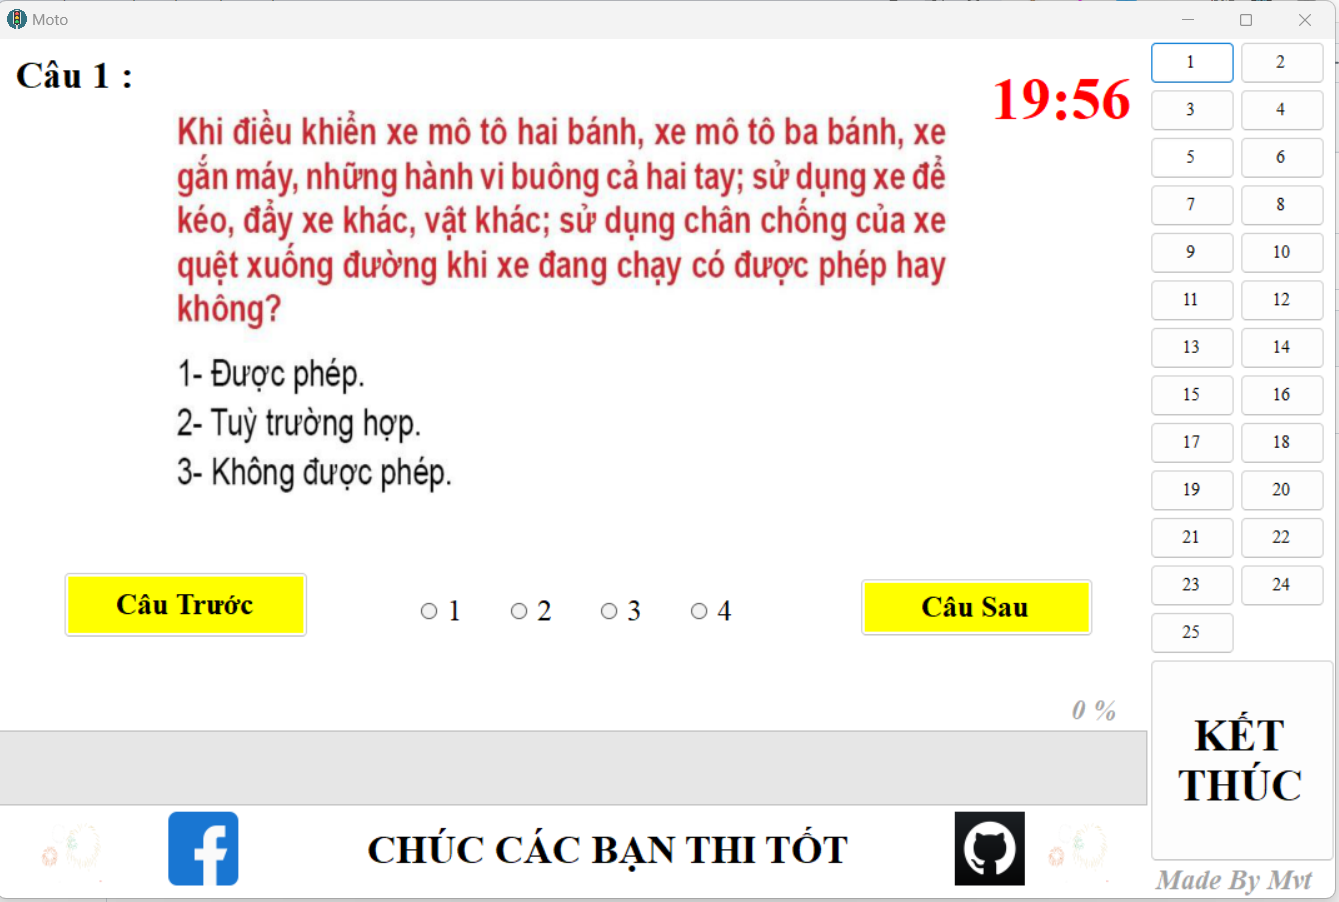 Moto
Câu 1 :
19:56
Khi điều khiển xe mô tô hai bánh, xe mô tô ba bánh, xe
gắn máy, những hành vi buông cả hai tay; sử dụng xe để
kéo, đẩy xe khác, vật khác; sử dụng chân chống của xe
quệt xuống đường khi xe đang chạy có được phép hay
không?
1- Được phép.
2- Tuỳ trường hợp.
3- Không được phép.
Câu Trước
1 2 3 4
Câu Sau
0 %
CHÚC CÁC BẠN THI TỐT
1 2
3 4
5 6
7 8
9 10
11 12
13 14
15 16
17 18
19 20
21 22
23 24
25
KẾT
THÚC
Made By Mvt